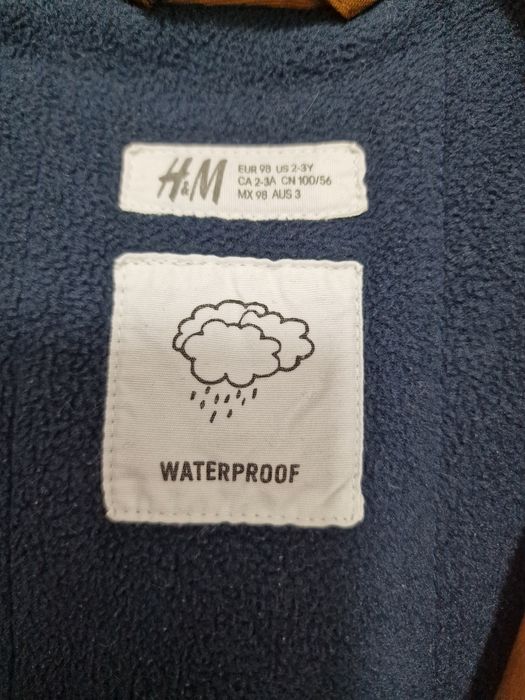 H&M
EUR 98 US 2-3Y
CA 2-3A CN 100/56
MX 98 AUS 3
WATERPROOF